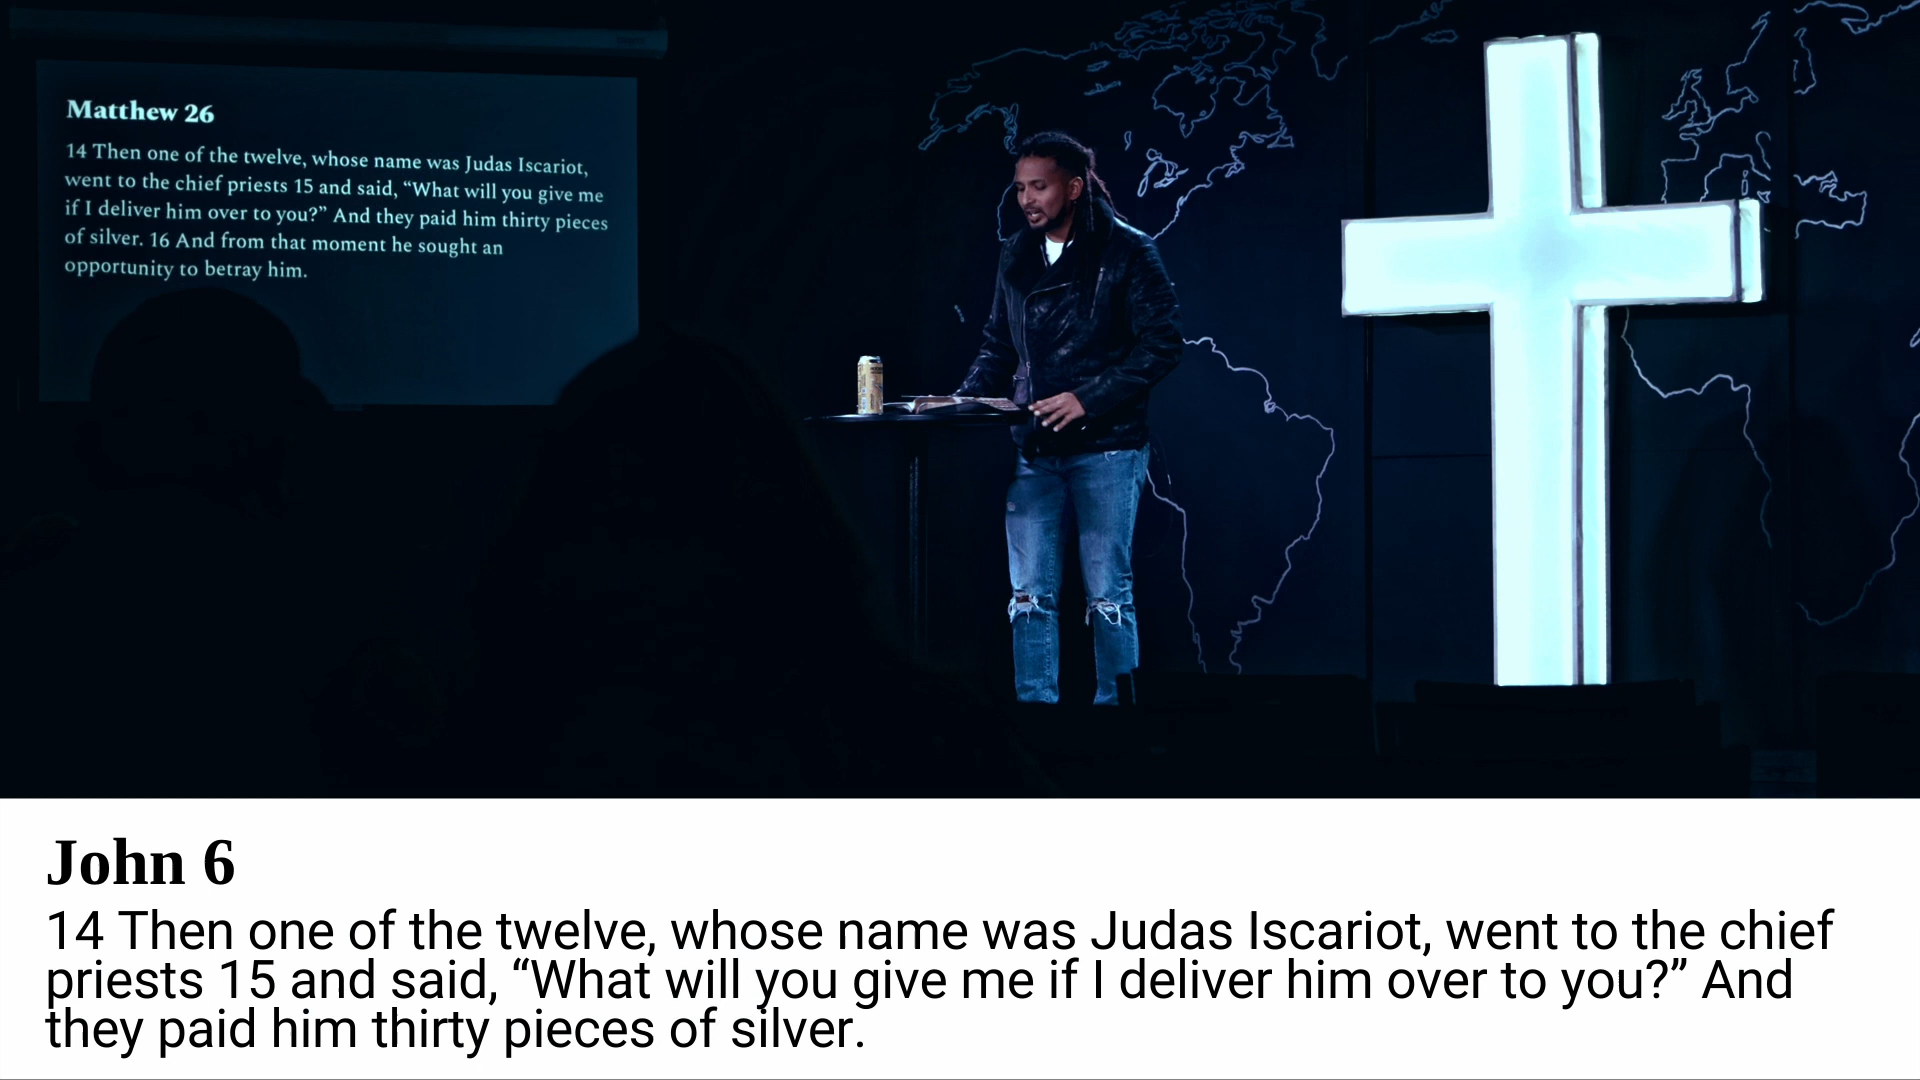 Matthew 26
14 Then one of the twelve, whose name was Judas Iscariot,
went to the chief priests 15 and said, “What will you give me
if I deliver him over to you?” And they paid him thirty pieces
of silver. 16 And from that moment he sought an
opportunity to betray him.
John 6
14 Then one of the twelve, whose name was Judas Iscariot, went to the chief
priests 15 and said, “What will you give me if I deliver him over to you?” And
they paid him thirty pieces of silver.